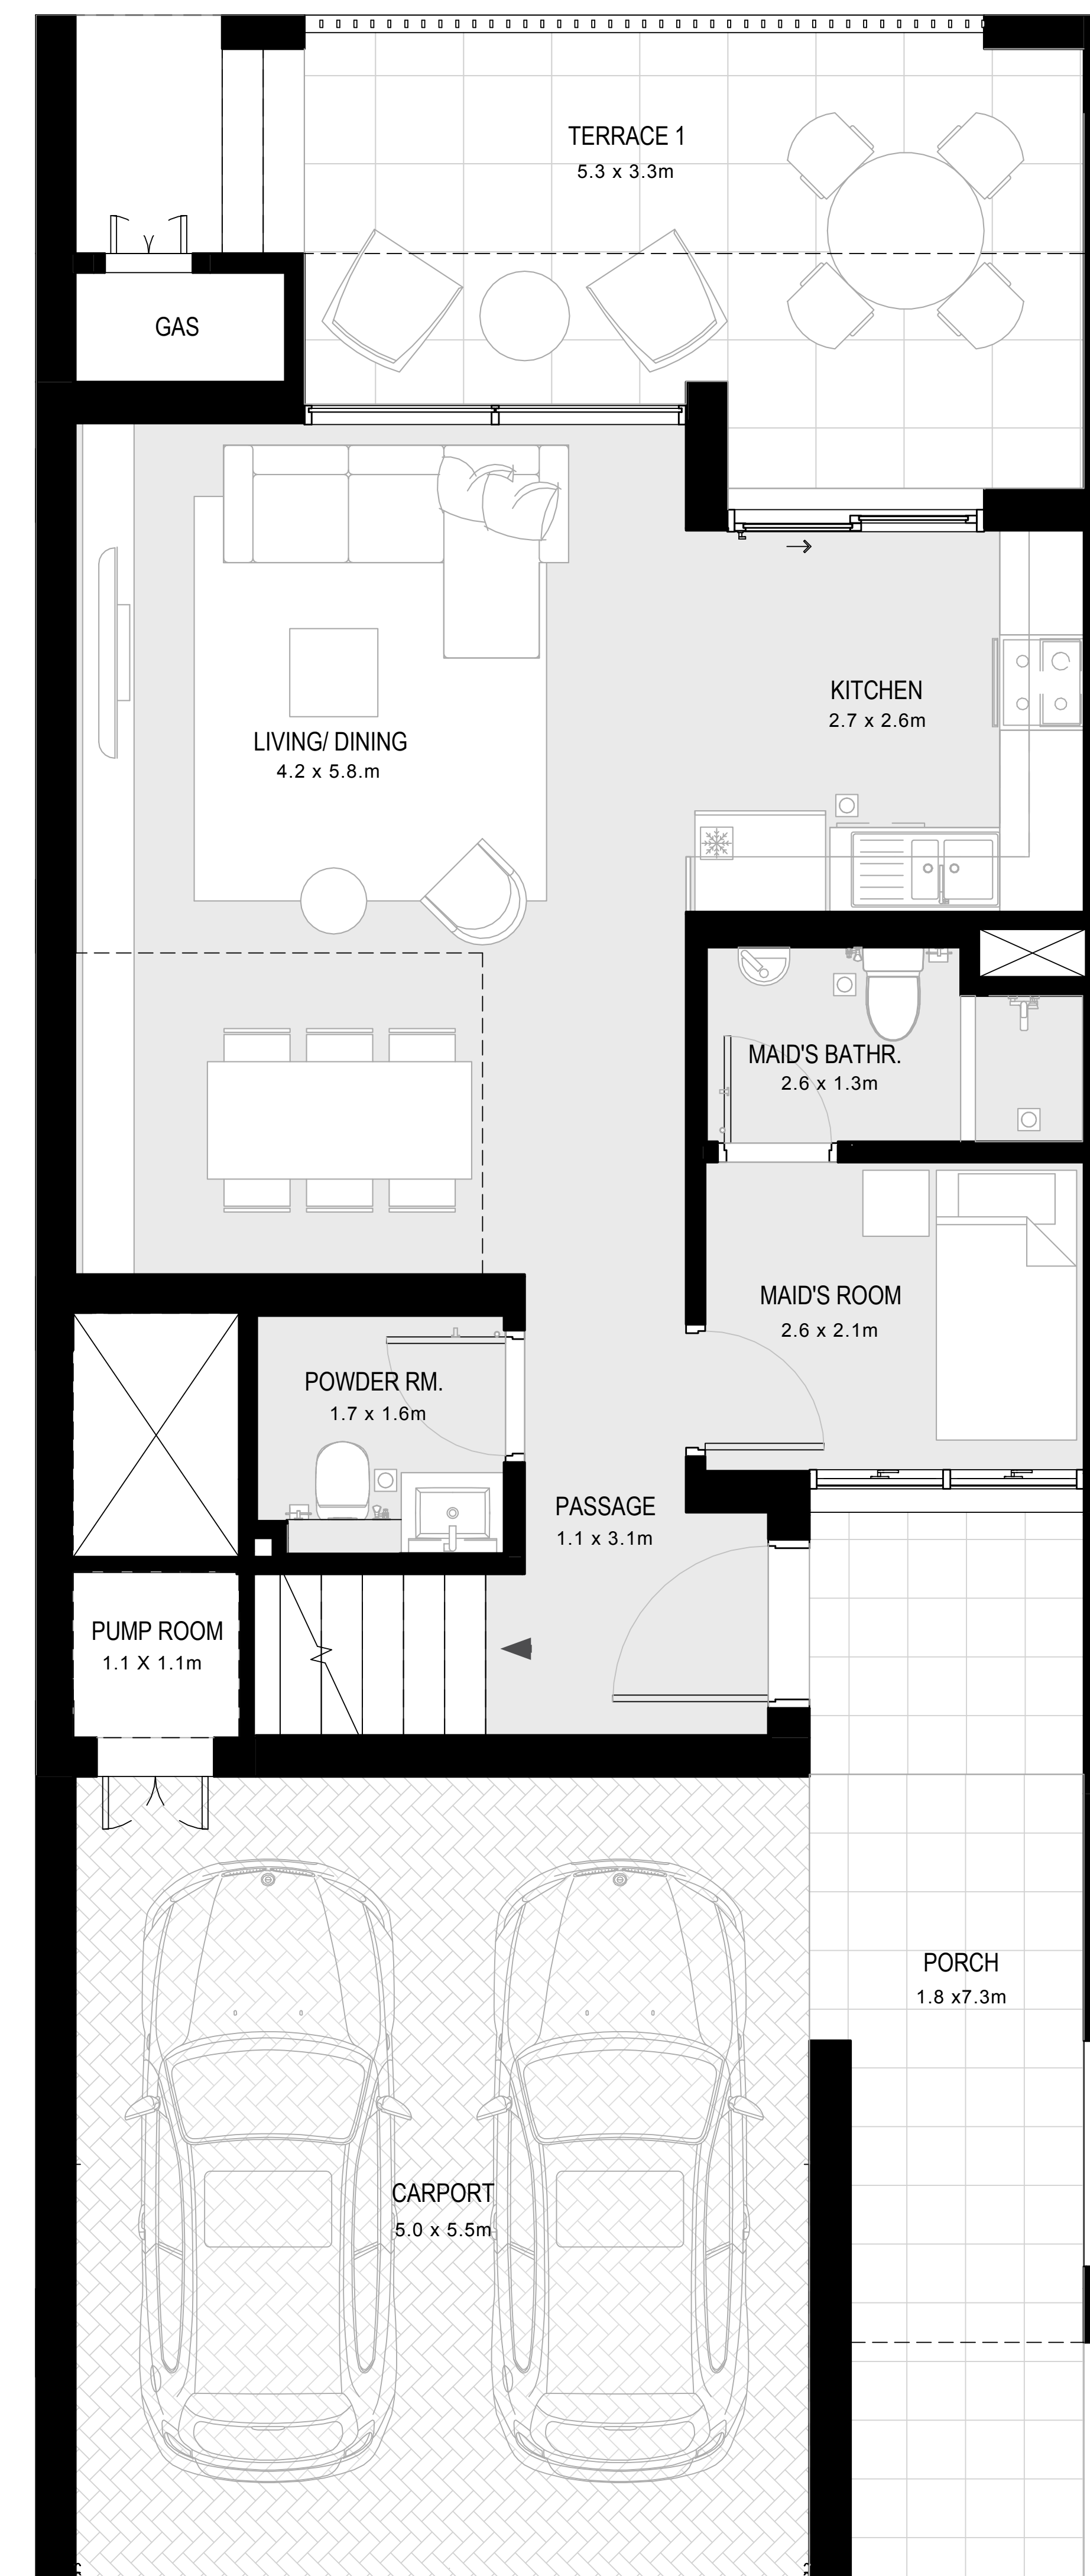 TERRACE 1
5.3 x 3.3m
GAS
KITCHEN
2.7 x 2.6m
LIVING/ DINING
4.2 x 5.8.m
MAID'S BATHR.
2.6 x 1.3m
MAID'S ROOM
2.6 x 2.1m
POWDER RM.
1.7 x 1.6m
PASSAGE
1.1 x 3.1m
PUMP ROOM
1.1 X 1.1m
PORCH
1.8 x7.3m
CARPORT
5.0 x 5.5m